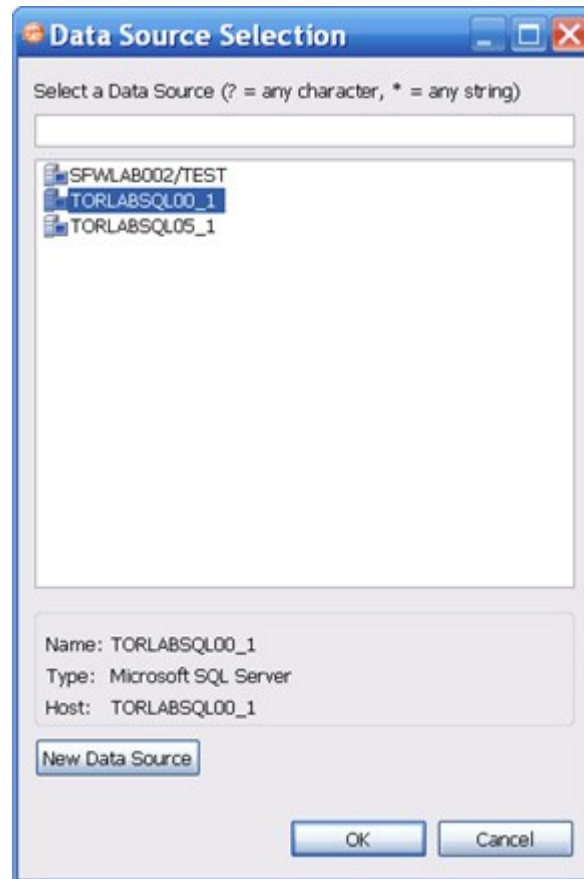 Data Source Selection
Select a Data Source (? = any character, * = any string)
SFWLAB002/TEST
TORLABSQL00_1
TORLABSQL05_1
Name: TORLABSQL00_1
Type: Microsoft SQL Server
Host: TORLABSQL00_1
New Data Source
OK Cancel